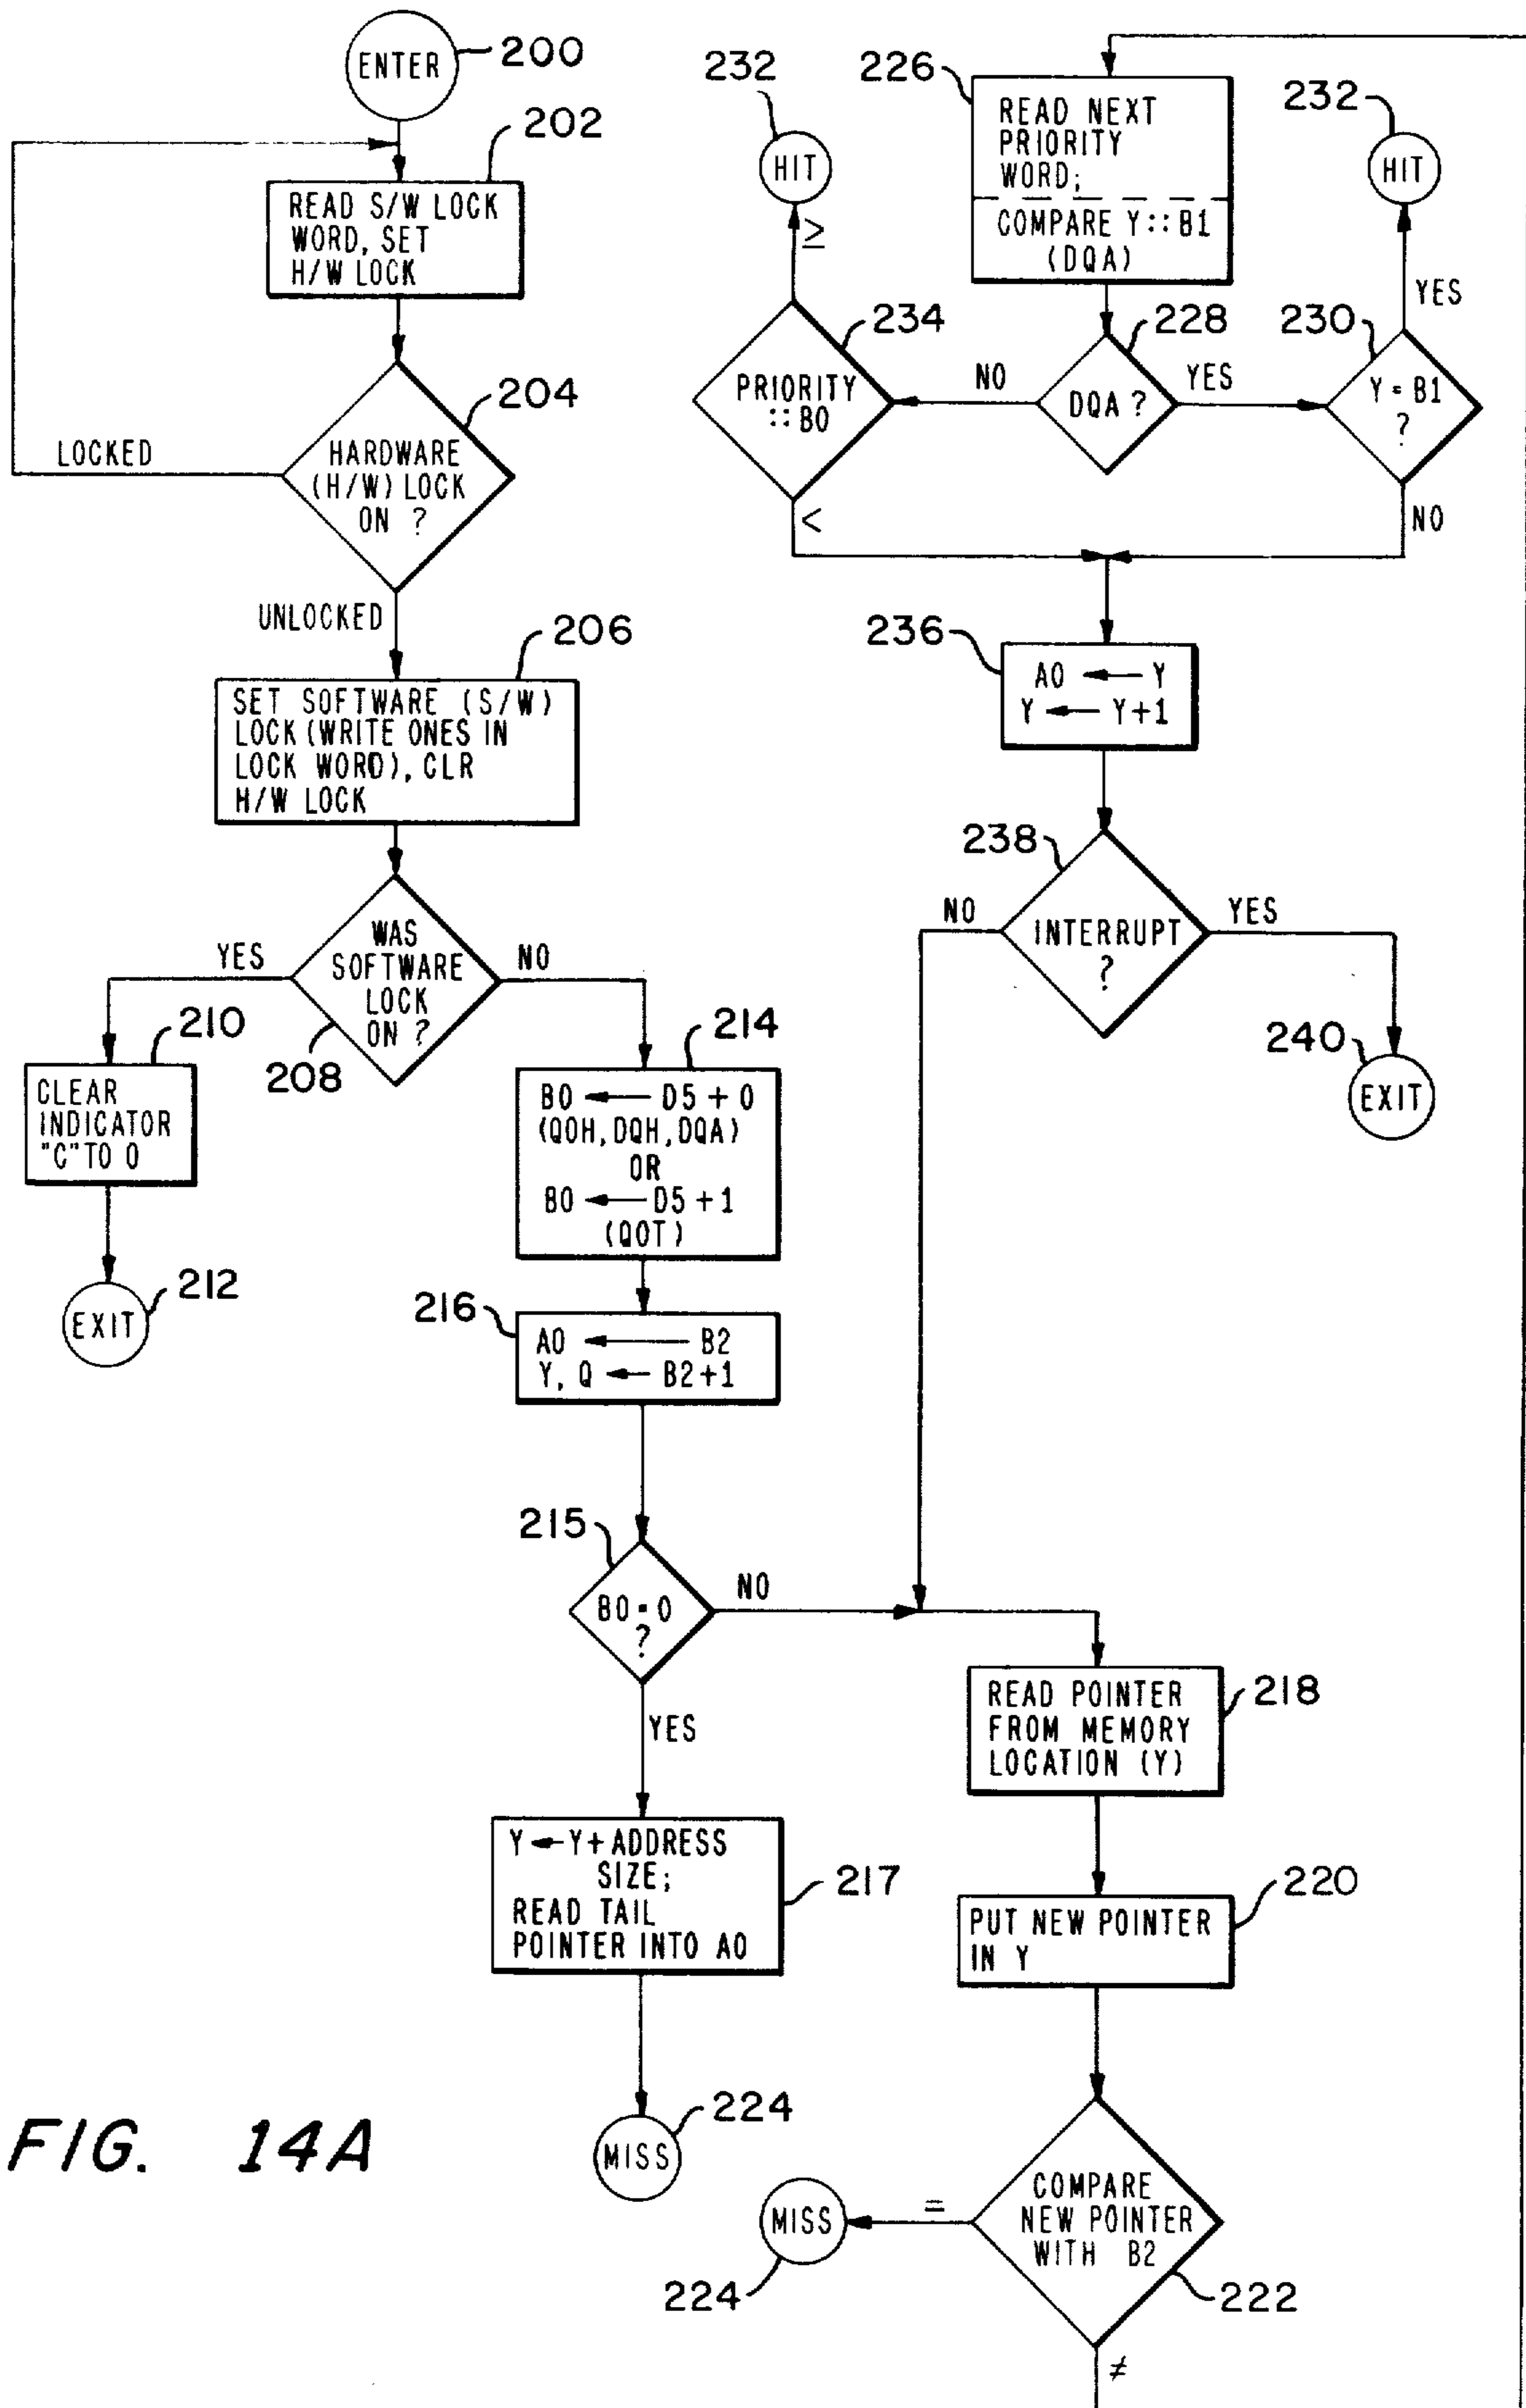 ENTER
200
202
READ S/W LOCK
WORD, SET
H/W LOCK
204
HARDWARE
(H/W) LOCK
ON ?
LOCKED
UNLOCKED
206
SET SOFTWARE (S/W)
LOCK (WRITE ONES IN
LOCK WORD), CLR
H/W LOCK
208
WAS
SOFTWARE
LOCK
ON ?
YES
NO
210
CLEAR
INDICATOR
"C" TO 0
EXIT
212
214
B0 ← D5 + 0
(QOH, DQH, DQA)
OR
B0 ← D5 + 1
(QOT)
216
A0 ← B2
Y, Q ← B2+1
215
B0 = 0
?
NO
YES
217
Y ← Y + ADDRESS
SIZE;
READ TAIL
POINTER INTO A0
MISS
224
226
READ NEXT
PRIORITY
WORD;
COMPARE Y :: B1
(DQA)
228
DQA ?
NO
YES
234
PRIORITY
:: B0
≥
<
232
HIT
230
Y = B1
?
YES
NO
232
HIT
236
A0 ← Y
Y ← Y+1
238
INTERRUPT
?
NO
YES
240
EXIT
218
READ POINTER
FROM MEMORY
LOCATION (Y)
220
PUT NEW POINTER
IN Y
222
COMPARE
NEW POINTER
WITH B2
=
≠
MISS
224
FIG. 14A